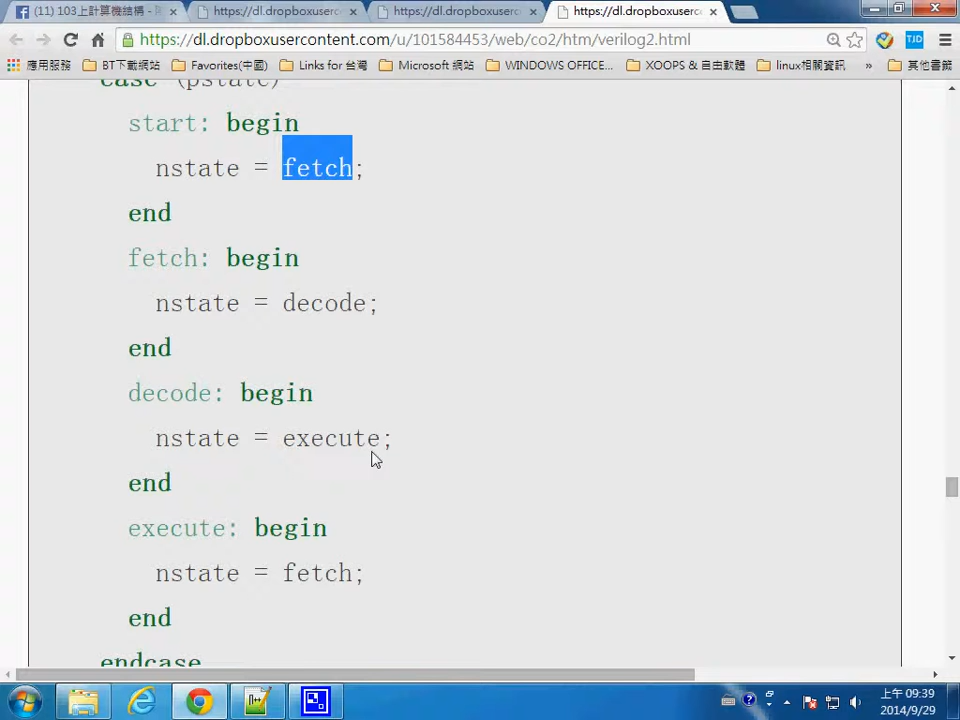 (11) 103上計算機結構 -
https://dl.dropboxuserc
https://dl.dropboxuserc
https://dl.dropboxuserc
https://dl.dropboxusercontent.com/u/101584453/web/co2/htm/verilog2.html
應用服務
BT下載網站
Favorites(中國)
Links for 台灣
Microsoft 網站
WINDOWS OFFICE...
XOOPS & 自由軟體
linux相關資訊
»
其他書籤
TJD
case (pstate)
start: begin
nstate = fetch;
end
fetch: begin
nstate = decode;
end
decode: begin
nstate = execute;
end
execute: begin
nstate = fetch;
end
endcase
上午 09:39
2014/9/29